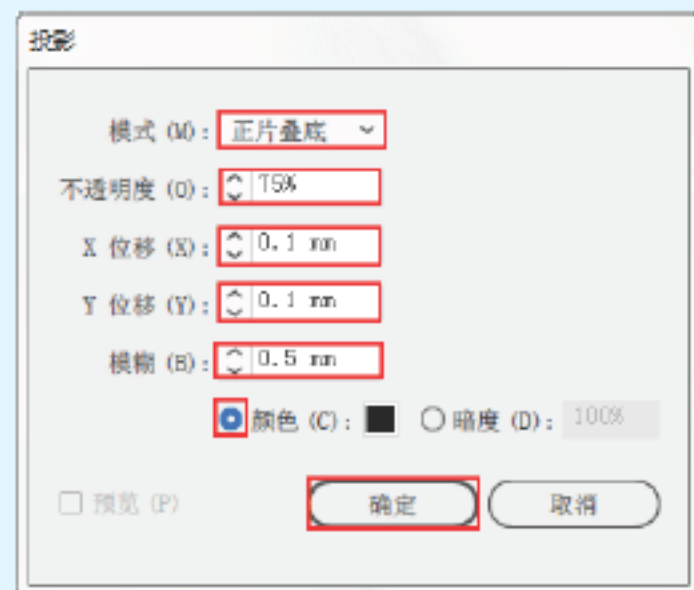 投影
模式 (M): 正片叠底
不透明度 (O): 75%
X 位移 (X): 0.1 mm
Y 位移 (Y): 0.1 mm
模糊 (B): 0.5 mm
颜色 (C): 暗度 (D): 100%
预览 (P) 确定 取消